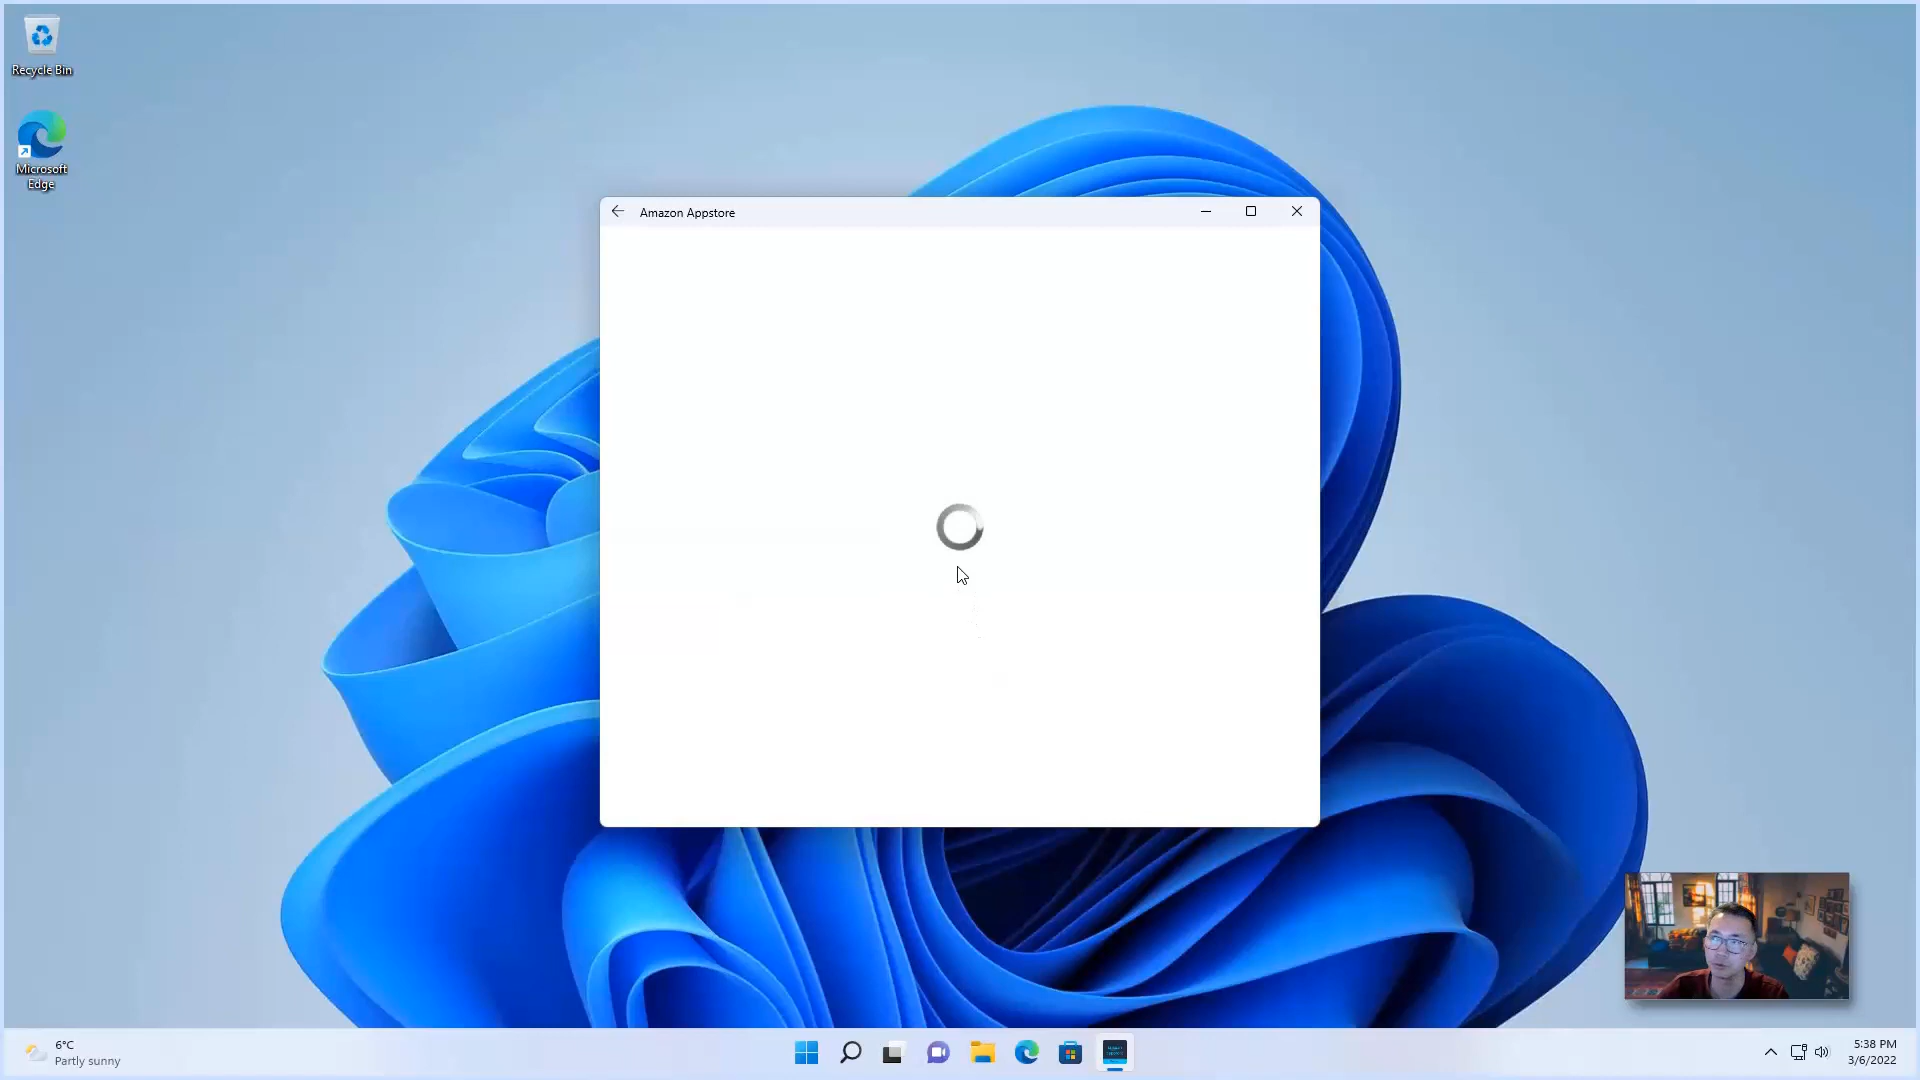 Recycle Bin
Microsoft
Edge
Amazon Appstore
6°C
Partly sunny
5:38 PM
3/6/2022